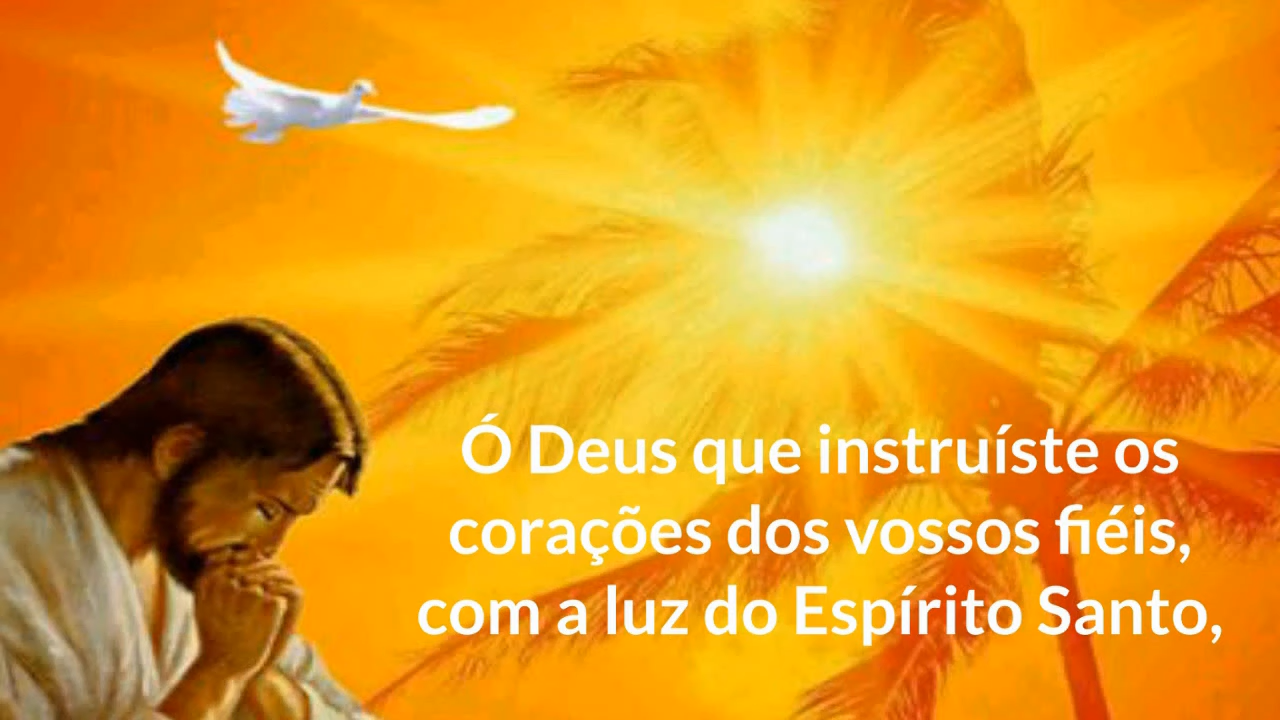 Ó Deus que instruíste os
corações dos vossos fiéis,
com a luz do Espírito Santo,